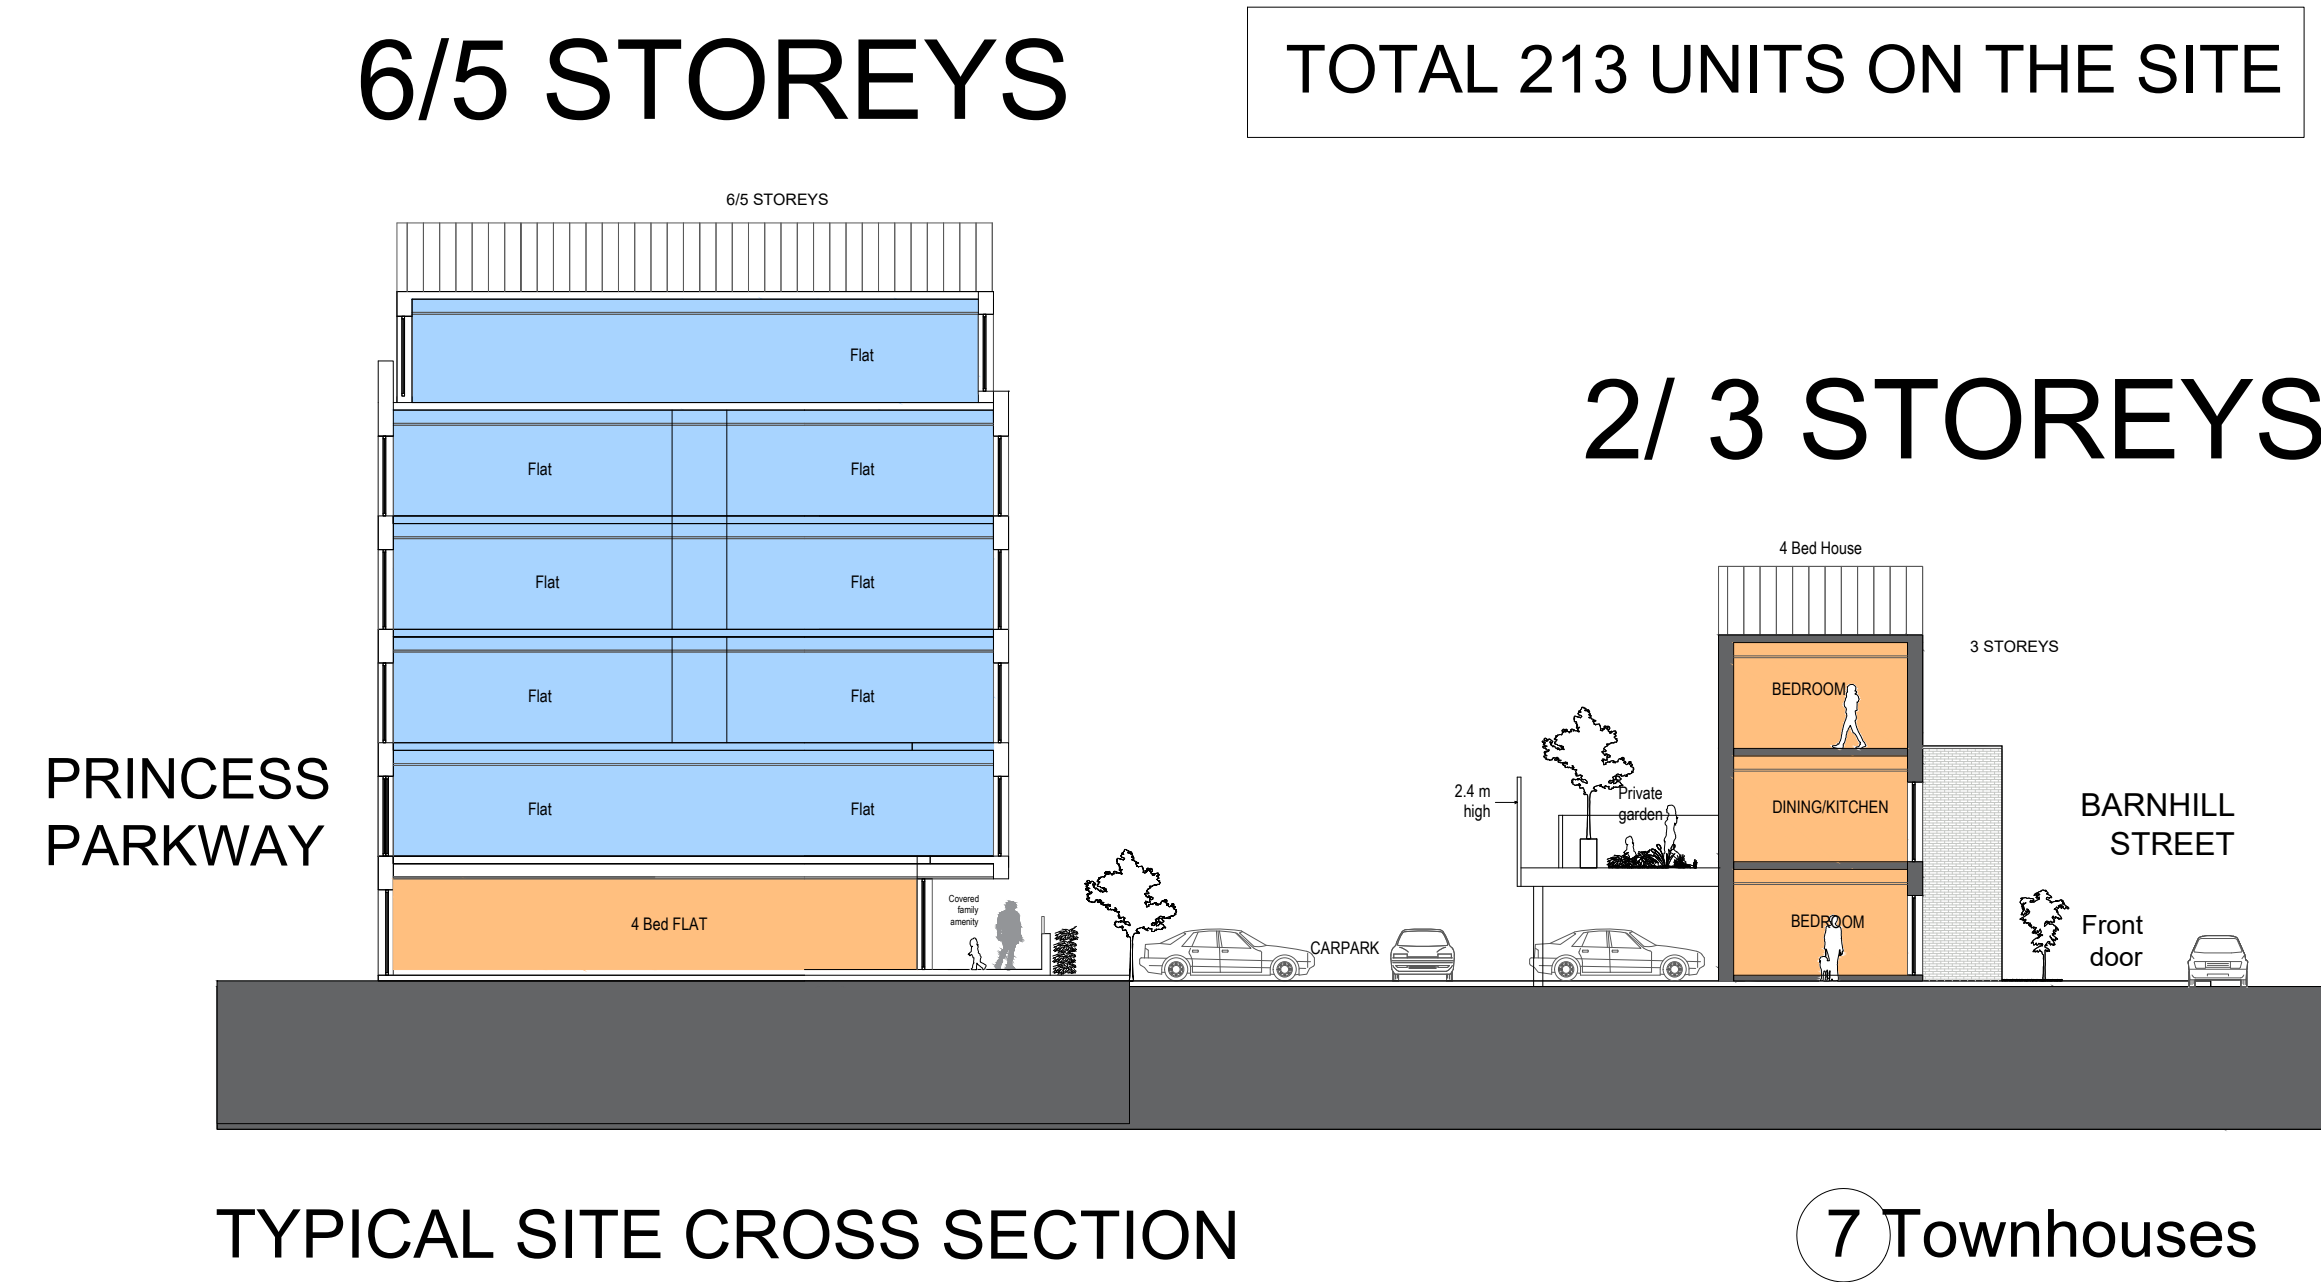 6/5 STOREYS
TOTAL 213 UNITS ON THE SITE
6/5 STOREYS
Flat
2/ 3 STOREYS
Flat
Flat
4 Bed House
Flat
Flat
3 STOREYS
BEDROOM
Flat
Flat
PRINCESS
PARKWAY
Flat
Flat
2.4 m
high
Private
garden
DINING/KITCHEN
BARNHILL
STREET
4 Bed FLAT
Covered
family
amenity
CARPARK
BEDROOM
Front
door
TYPICAL SITE CROSS SECTION
7 Townhouses